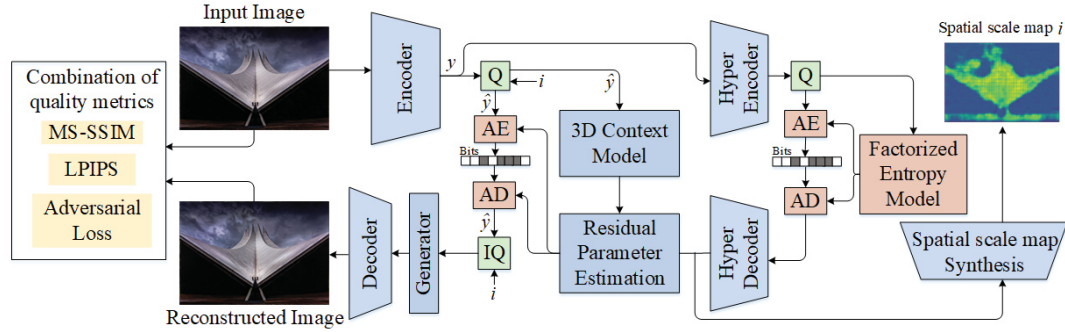 Input Image
Combination of
quality metrics
MS-SSIM
LPIPS
Adversarial
Loss
Reconstructed Image
Encoder
y
Q
i
ŷ
ŷ
AE
Bits
AD
ŷ
IQ
i
Generator
Decoder
3D Context
Model
Residual
Parameter
Estimation
Hyper
Encoder
Hyper
Decoder
Q
AE
Bits
AD
Factorized
Entropy
Model
Spatial scale map i
Spatial scale map
Synthesis